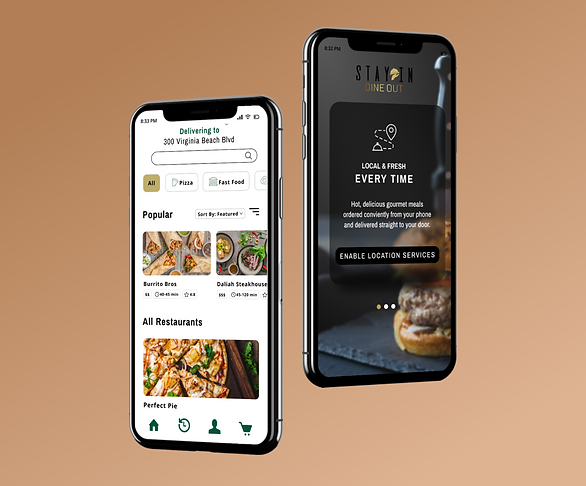 8:33 PM
Delivering to
300 Virginia Beach Blvd
All
Pizza
Fast Food
Popular
Sort By: Featured
Burrito Bros
$$
40-45 min
4.8
Daliah Steakhouse
$$$
45-120 min
All Restaurants
Perfect Pie
8:32 PM
STAY IN
DINE OUT
LOCAL & FRESH
EVERY TIME
Hot, delicious gourmet meals
ordered conviently from your phone
and delivered straight to your door.
ENABLE LOCATION SERVICES